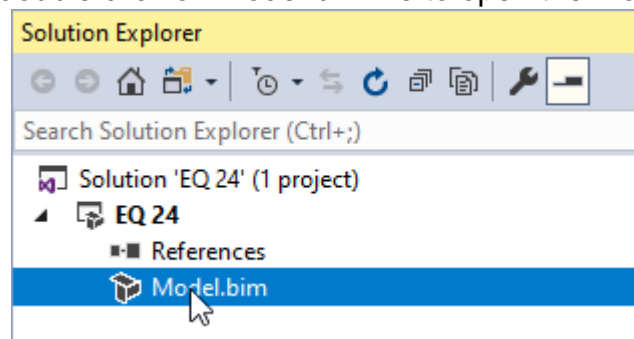 Solution Explorer
Search Solution Explorer (Ctrl+;)
Solution 'EQ 24' (1 project)
EQ 24
References
Model.bim